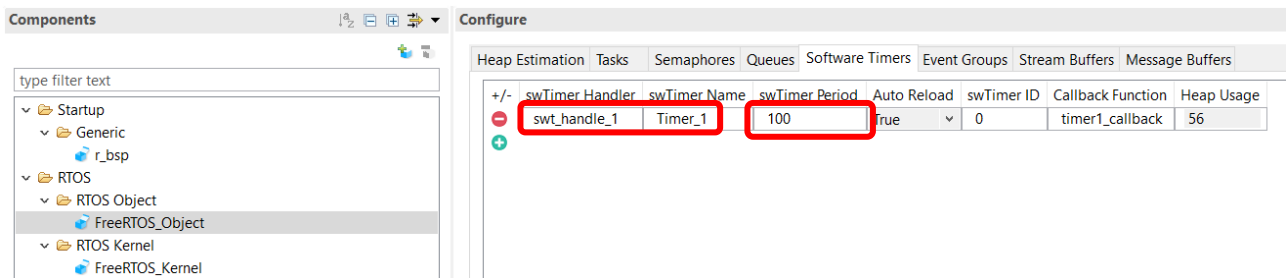 Components
Configure
type filter text
Startup
Generic
r_bsp
RTOS
RTOS Object
FreeRTOS_Object
RTOS Kernel
FreeRTOS_Kernel
Heap Estimation Tasks Semaphores Queues Software Timers Event Groups Stream Buffers Message Buffers
+/- swTimer Handler swTimer Name swTimer Period Auto Reload swTimer ID Callback Function Heap Usage
swt_handle_1 Timer_1 100 True 0 timer1_callback 56